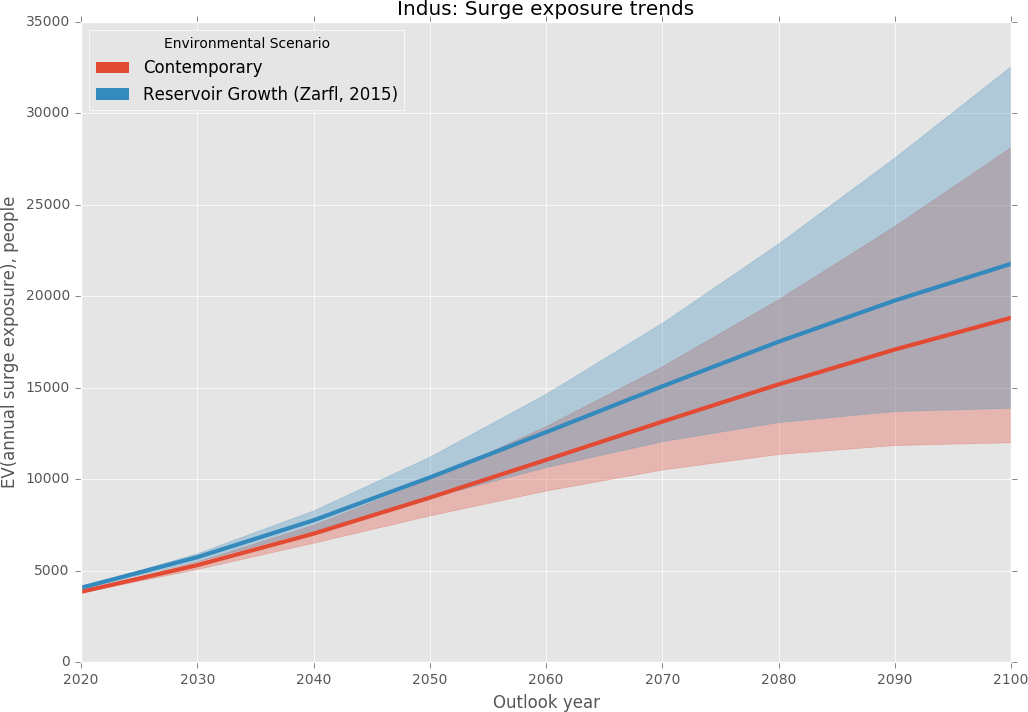 Indus: Surge exposure trends
35000
30000
25000
20000
15000
10000
5000
0
EV(annual surge exposure), people
Environmental Scenario
Contemporary
Reservoir Growth (Zarfl, 2015)
2020 2030 2040 2050 2060 2070 2080 2090 2100
Outlook year